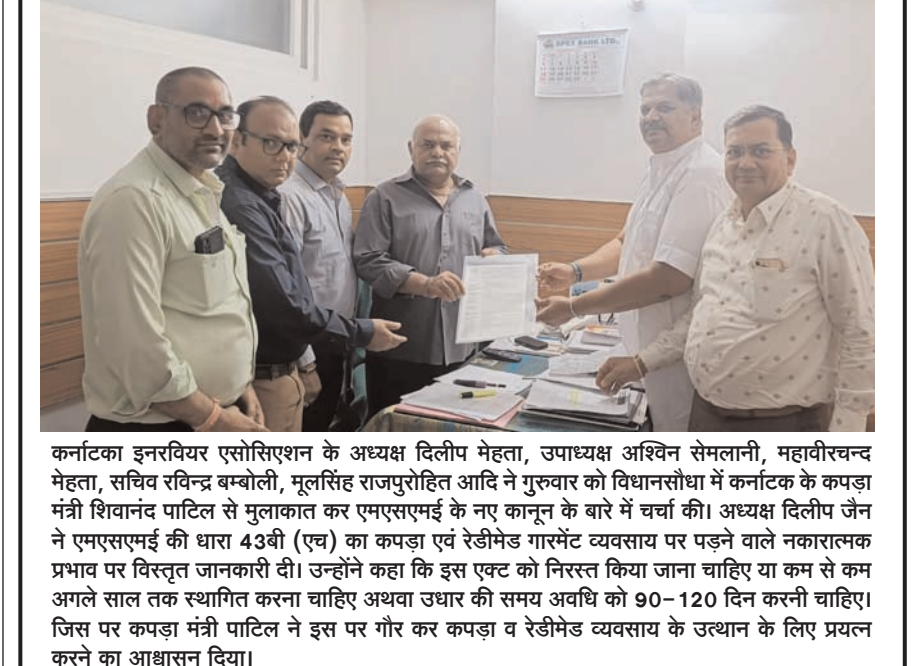 APEX BANK LTD.,
कर्नाटका इनरवियर एसोसिएशन के अध्यक्ष दिलीप मेहता, उपाध्यक्ष अश्विन सेमलानी, महावीरचन्द
मेहता, सचिव रविन्द्र बम्बोली, मूलसिंह राजपुरोहित आदि ने गुरुवार को विधानसौधा में कर्नाटक के कपड़ा
मंत्री शिवानंद पाटिल से मुलाकात कर एमएसएमई के नए कानून के बारे में चर्चा की। अध्यक्ष दिलीप जैन
ने एमएसएमई की धारा 43बी (एच) का कपड़ा एवं रेडीमेड गारमेंट व्यवसाय पर पड़ने वाले नकारात्मक
प्रभाव पर विस्तृत जानकारी दी। उन्होंने कहा कि इस एक्ट को निरस्त किया जाना चाहिए या कम से कम
अगले साल तक स्थागित करना चाहिए अथवा उधार की समय अवधि को 90-120 दिन करनी चाहिए।
जिस पर कपड़ा मंत्री पाटिल ने इस पर गौर कर कपड़ा व रेडीमेड व्यवसाय के उत्थान के लिए प्रयत्न
करने का आश्वासन दिया।